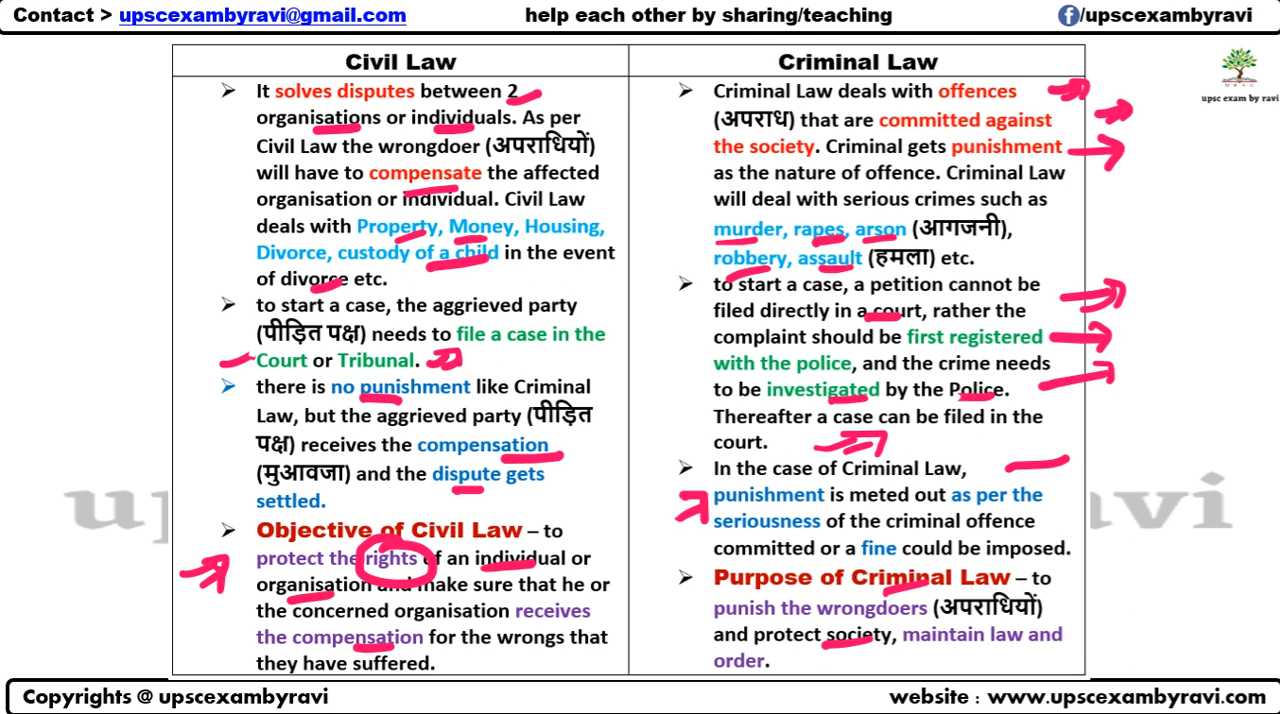 Contact > upscexambyravi@gmail.com help each other by sharing/teaching f/upscexambyravi
upsc exam by ravi
Civil Law
It solves disputes between 2
organisations or individuals. As per
Civil Law the wrongdoer (अपराधियों)
will have to compensate the affected
organisation or individual. Civil Law
deals with Property, Money, Housing,
Divorce, custody of a child in the event
of divorce etc.
to start a case, the aggrieved party
(पीड़ित पक्ष) needs to file a case in the
Court or Tribunal.
there is no punishment like Criminal
Law, but the aggrieved party (पीड़ित
पक्ष) receives the compensation
(मुआवजा) and the dispute gets
settled.
Objective of Civil Law – to
protect the rights of an individual or
organisation and make sure that he or
the concerned organisation receives
the compensation for the wrongs that
they have suffered.
Criminal Law
Criminal Law deals with offences
(अपराध) that are committed against
the society. Criminal gets punishment
as the nature of offence. Criminal Law
will deal with serious crimes such as
murder, rapes, arson (आगजनी),
robbery, assault (हमला) etc.
to start a case, a petition cannot be
filed directly in a court, rather the
complaint should be first registered
with the police, and the crime needs
to be investigated by the Police.
Thereafter a case can be filed in the
court.
In the case of Criminal Law,
punishment is meted out as per the
seriousness of the criminal offence
committed or a fine could be imposed.
Purpose of Criminal Law – to
punish the wrongdoers (अपराधियों)
and protect society, maintain law and
order.
Copyrights @ upscexambyravi website : www.upscexambyravi.com